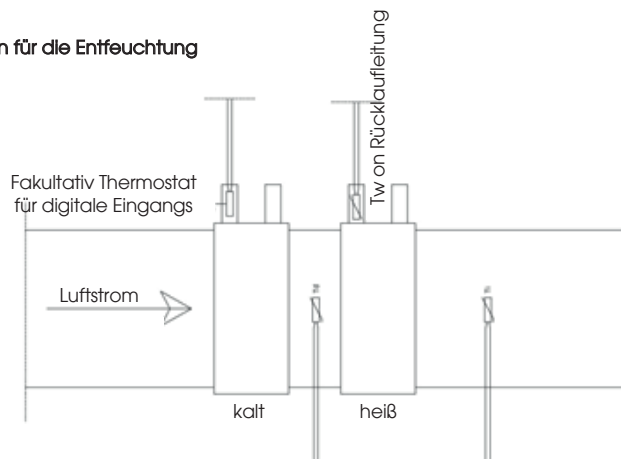 n für die Entfeuchtung
Tw on Rücklaufleitung
Fakultativ Thermostat
für digitale Eingangs
Luftstrom
kalt
heiß